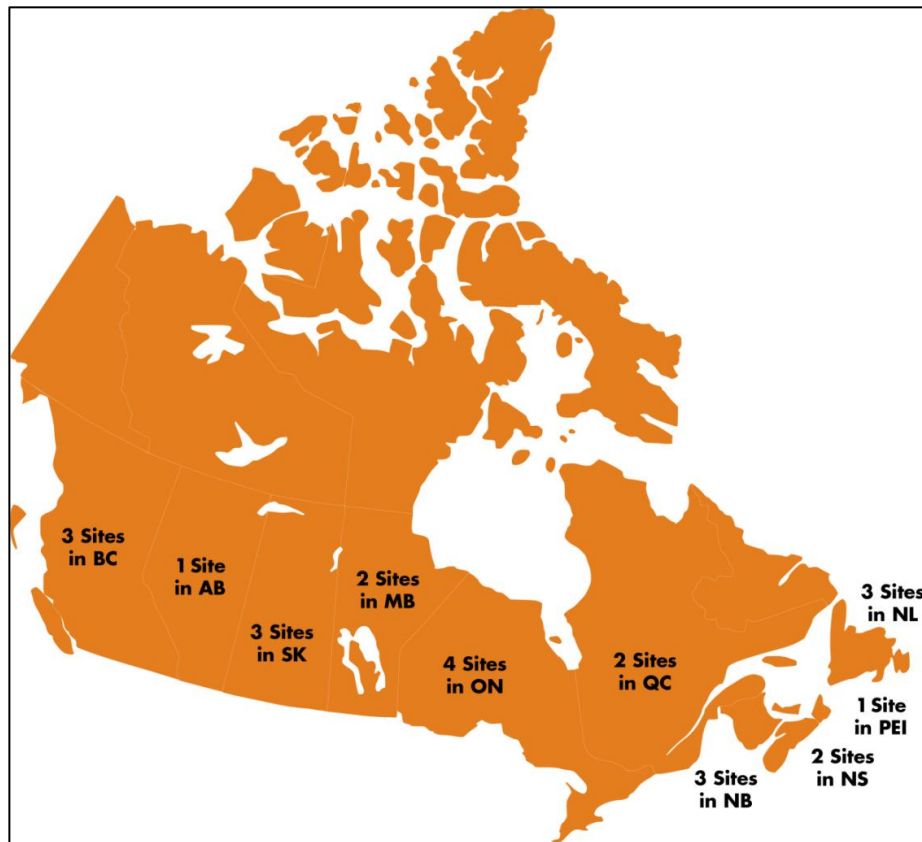 3 Sites
in BC
1 Site
in AB
3 Sites
in SK
2 Sites
in MB
4 Sites
in ON
2 Sites
in QC
3 Sites
in NL
1 Site
in PEI
2 Sites
in NS
3 Sites
in NB